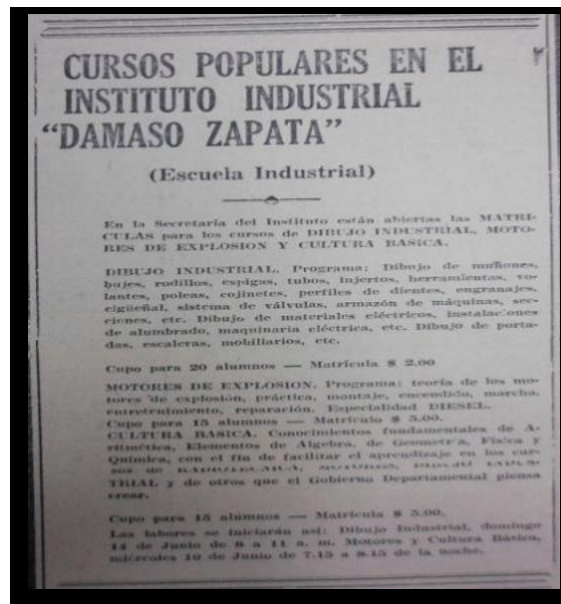 CURSOS POPULARES EN EL
INSTITUTO INDUSTRIAL
“DAMASO ZAPATA”
(Escuela Industrial)
En la Secretaría del Instituto están abiertas las MATRI-
CULAS para los cursos de DIBUJO INDUSTRIAL, MOTO-
RES DE EXPLOSION Y CULTURA BASICA.
DIBUJO INDUSTRIAL. Programa: Dibujo de muñones,
bujes, rodillos, espigas, tubos, injertos, herramientas, vo-
lantes, poleas, cojinetes, perfiles de dientes, engranajes,
cigüeñal, sistema de válvulas, armazón de máquinas, sec-
ciones, etc. Dibujo de materiales eléctricos, instalaciones
de alumbrado, maquinaria eléctrica, etc. Dibujo de porta-
das, escaleras, mobiliarios, etc.
Cupo para 20 alumnos — Matrícula $ 2.00
MOTORES DE EXPLOSION. Programa: teoría de los mo-
tores de explosión, práctica, montaje, encendido, marcha,
entretenimiento, reparación. Especialidad DIESEL.
Cupo para 15 alumnos — Matrícula $ 5.00.
CULTURA BASICA. Conocimientos fundamentales de A-
ritmética, Elementos de Algebra, de Geometría, Física y
Química, con el fin de facilitar el aprendizaje en los cur-
sos de
TRIAL y de otros que el Gobierno Departamental piensa
crear.
Cupo para 15 alumnos — Matrícula $ 5.00.
Las labores se iniciarán así: Dibujo Industrial, domingo
14 de Junio de 8 a 11 a. m. Motores y Cultura Básica,
miércoles 10 de Junio de 7.15 a 8.15 de la noche.